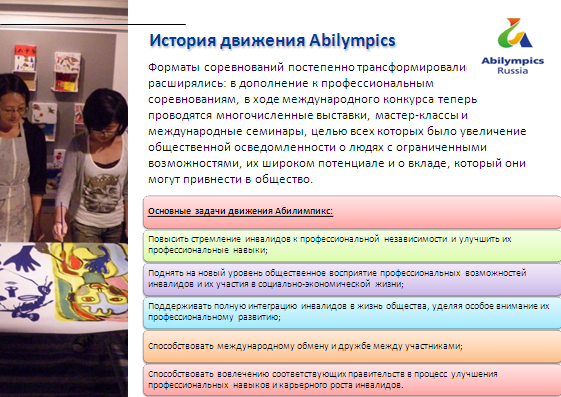 История движения Abilympics
Abilympics
Russia
Форматы соревнований постепенно трансформировали
расширялись: в дополнение к профессиональным
соревнованиям, в ходе международного конкурса теперь
проводятся многочисленные выставки, мастер-классы и
международные семинары, целью всех которых было увеличение
общественной осведомленности о людях с ограниченными
возможностями, их широком потенциале и о вкладе, который они
могут привнести в общество.
Основные задачи движения Абилимпикс:
Повысить стремление инвалидов к профессиональной независимости и улучшить их
профессиональные навыки;
Поднять на новый уровень общественное восприятие профессиональных возможностей
инвалидов и их участия в социально-экономической жизни;
Поддерживать полную интеграцию инвалидов в жизнь общества, уделяя особое внимание их
профессиональному развитию;
Способствовать международному обмену и дружбе между участниками;
Способствовать вовлечению соответствующих правительств в процесс улучшения
профессиональных навыков и карьерного роста инвалидов.